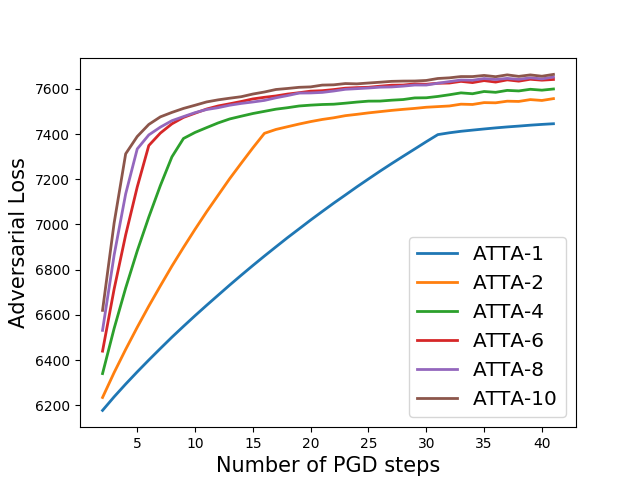 7600
7400
7200
7000
6800
6600
6400
6200
Adversarial Loss
5
10
15
20
25
30
35
40
Number of PGD steps
ATTA-1
ATTA-2
ATTA-4
ATTA-6
ATTA-8
ATTA-10